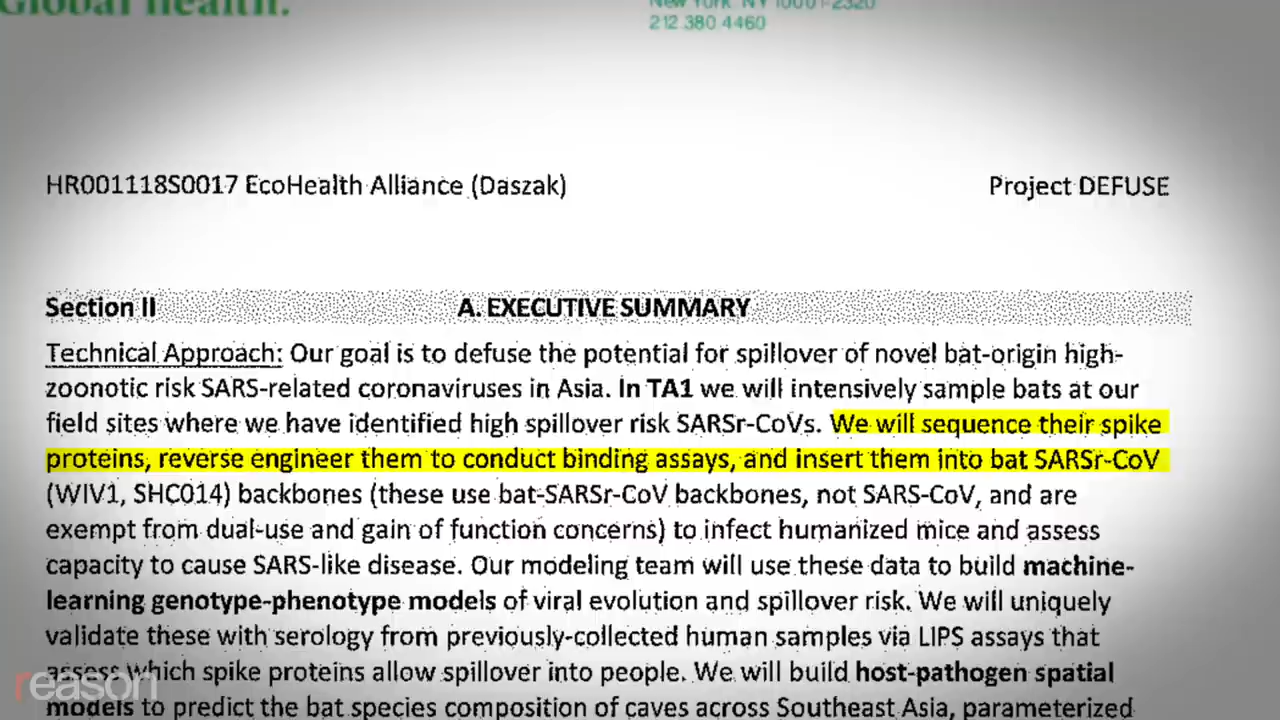 Global health.
New York, NY 10001-2320
212.380.4460
HR001118S0017 EcoHealth Alliance (Daszak)
Project DEFUSE
Section II
A. EXECUTIVE SUMMARY
Technical Approach: Our goal is to defuse the potential for spillover of novel bat-origin high-
zoonotic risk SARS-related coronaviruses in Asia. In TA1 we will intensively sample bats at our
field sites where we have identified high spillover risk SARSr-CoVs. We will sequence their spike
proteins, reverse engineer them to conduct binding assays, and insert them into bat SARSr-CoV
(WIV1, SHC014) backbones (these use bat-SARSr-CoV backbones, not SARS-CoV, and are
exempt from dual-use and gain of function concerns) to infect humanized mice and assess
capacity to cause SARS-like disease. Our modeling team will use these data to build machine-
learning genotype-phenotype models of viral evolution and spillover risk. We will uniquely
validate these with serology from previously-collected human samples via LIPS assays that
assess which spike proteins allow spillover into people. We will build host-pathogen spatial
models to predict the bat species composition of caves across Southeast Asia, parameterized
reason